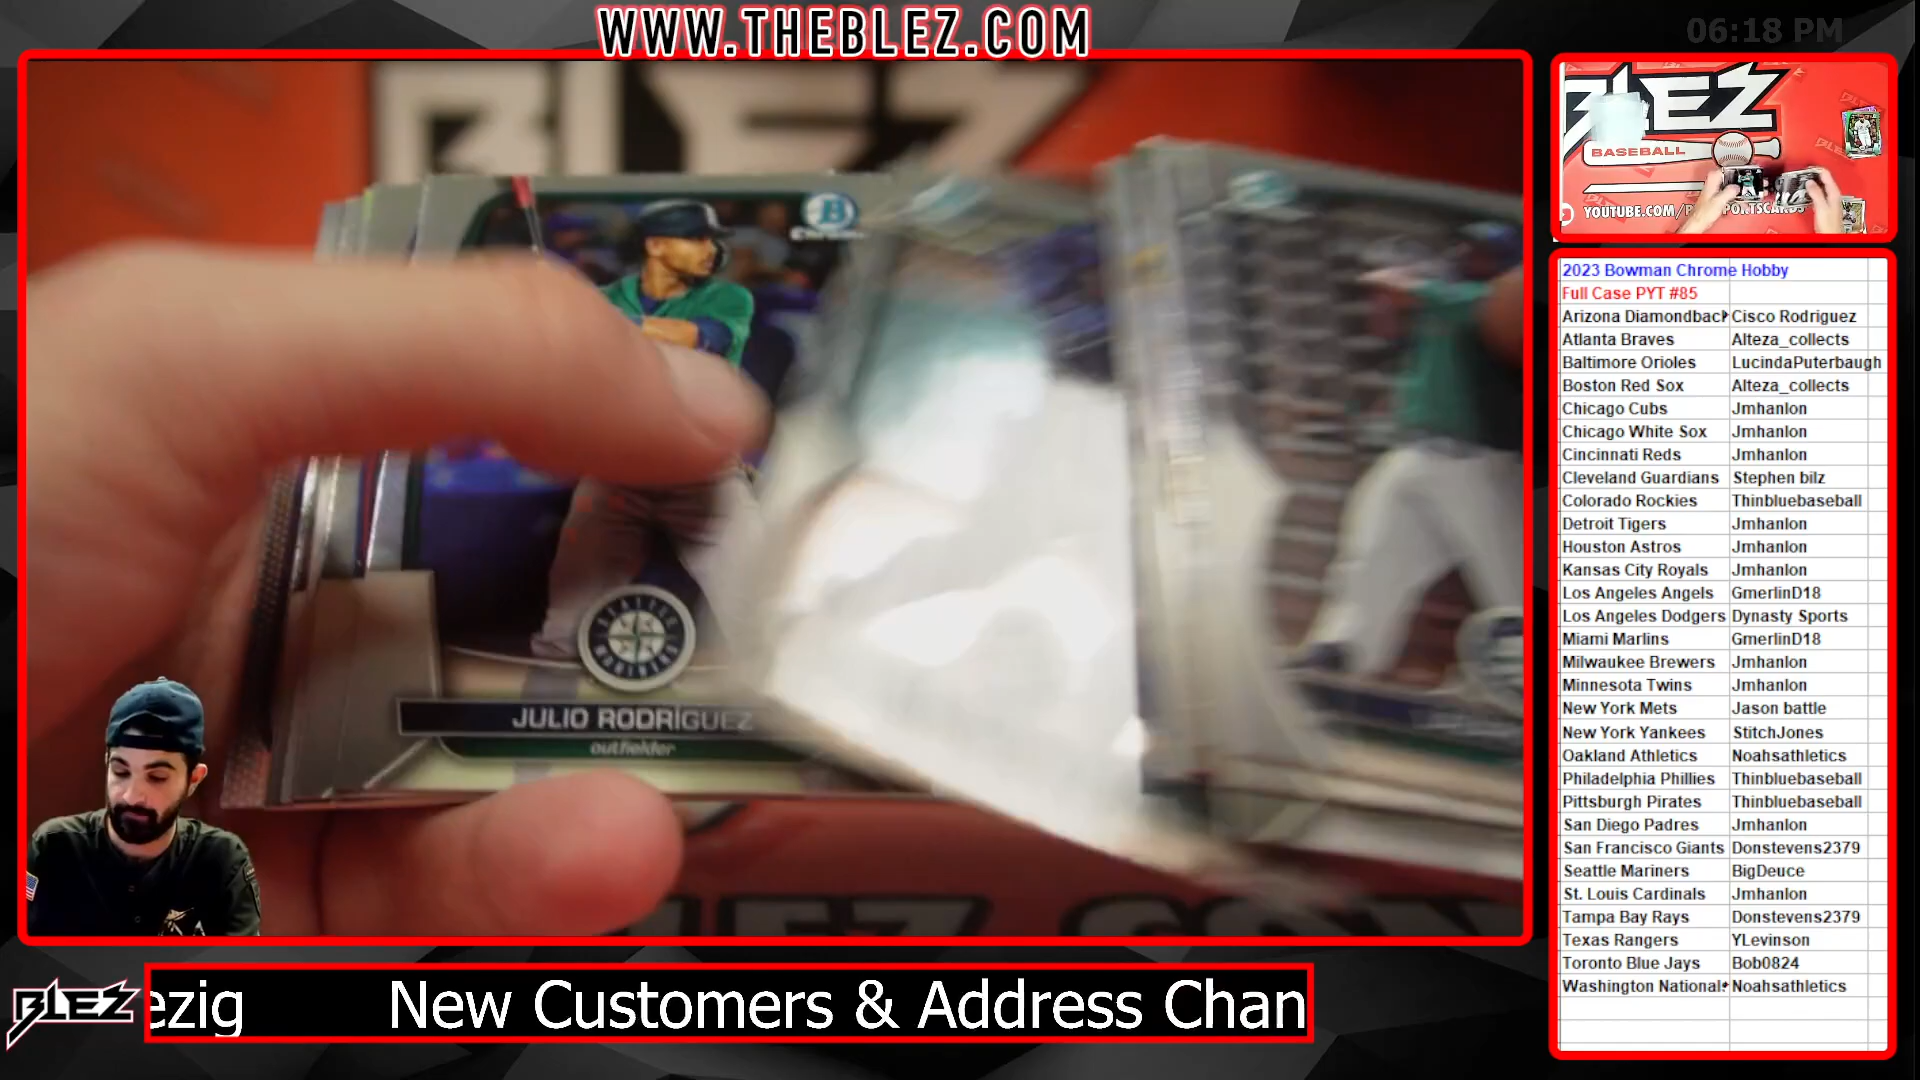 WWW.THEBLEZ.COM
06:18 PM
BLEZ
BLEZ
BASEBALL
2023 Bowman Chrome Hobby
Full Case PYT #85
Arizona Diamondback Cisco Rodriguez
Atlanta Braves Alteza_collects
Baltimore Orioles LucindaPuterbaugh
Boston Red Sox Alteza_collects
Chicago Cubs Jmhanlon
Chicago White Sox Jmhanlon
Cincinnati Reds Jmhanlon
Cleveland Guardians Stephen bilz
Colorado Rockies Thinbluebaseball
Detroit Tigers Jmhanlon
Houston Astros Jmhanlon
Kansas City Royals Jmhanlon
Los Angeles Angels GmerlinD18
Los Angeles Dodgers Dynasty Sports
Miami Marlins GmerlinD18
Milwaukee Brewers Jmhanlon
Minnesota Twins Jmhanlon
New York Mets Jason battle
New York Yankees StitchJones
Oakland Athletics Noahsathletics
Philadelphia Phillies Thinbluebaseball
Pittsburgh Pirates Thinbluebaseball
San Diego Padres Jmhanlon
San Francisco Giants Donstevens2379
Seattle Mariners BigDeuce
St. Louis Cardinals Jmhanlon
Tampa Bay Rays Donstevens2379
Texas Rangers YLevinson
Toronto Blue Jays Bob0824
Washington Nationals Noahsathletics
B
SEATTLE MARINERS
JULIO RODRÍGUEZ
outfielder
BLEZ
ezig New Customers & Address Chan